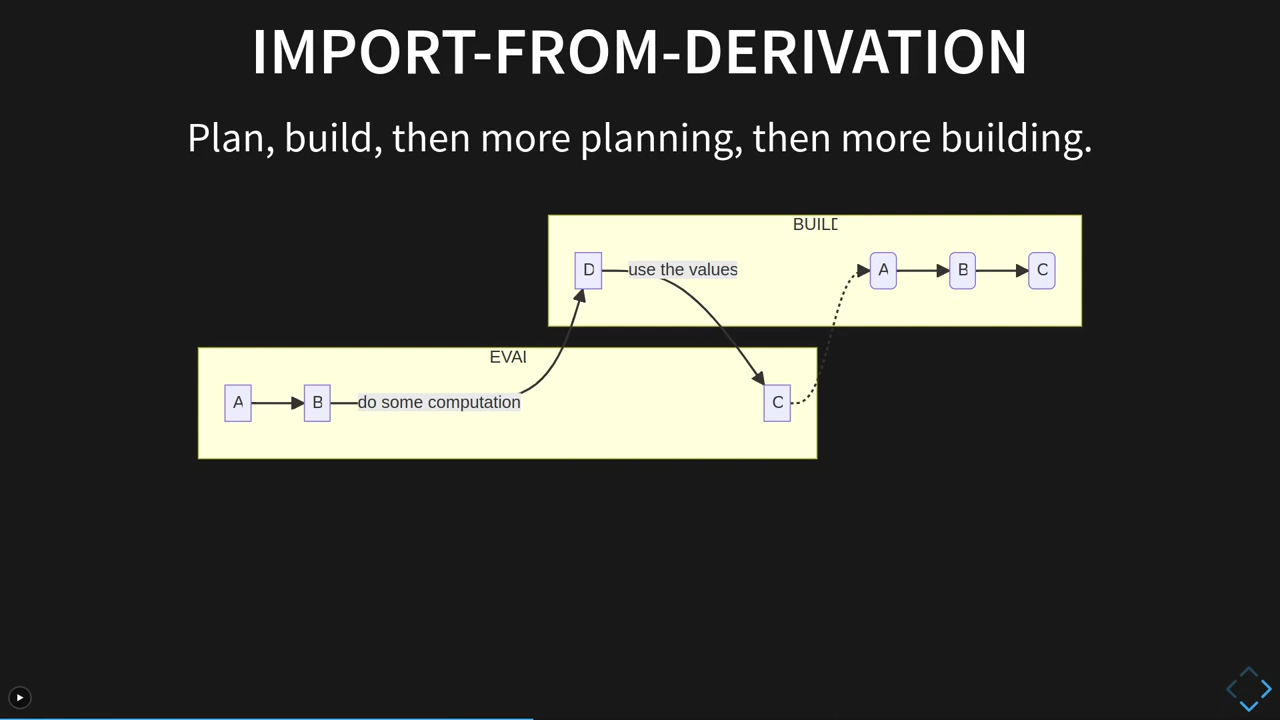 IMPORT-FROM-DERIVATION
Plan, build, then more planning, then more building.
BUILD
D
use the values
A
B
C
EVAl
A
B
do some computation
C